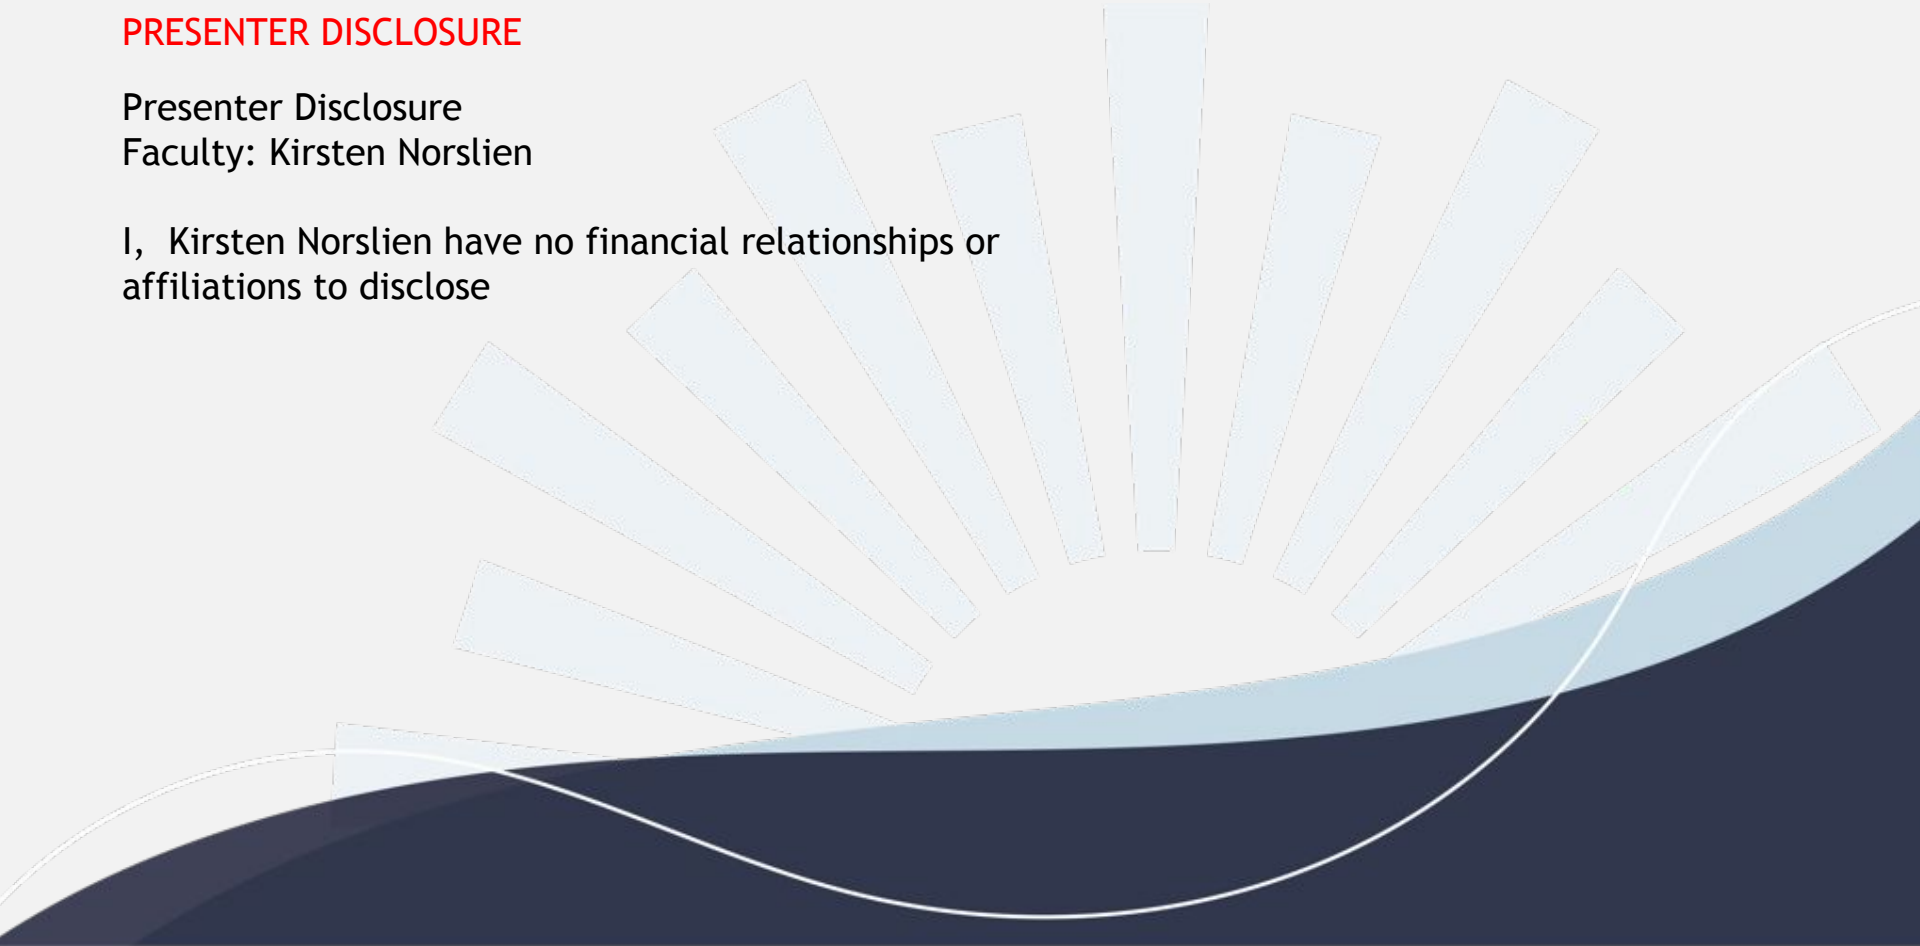 PRESENTER DISCLOSURE
Presenter Disclosure
Faculty: Kirsten Norslien
I,  Kirsten Norslien have no financial relationships or
affiliations to disclose